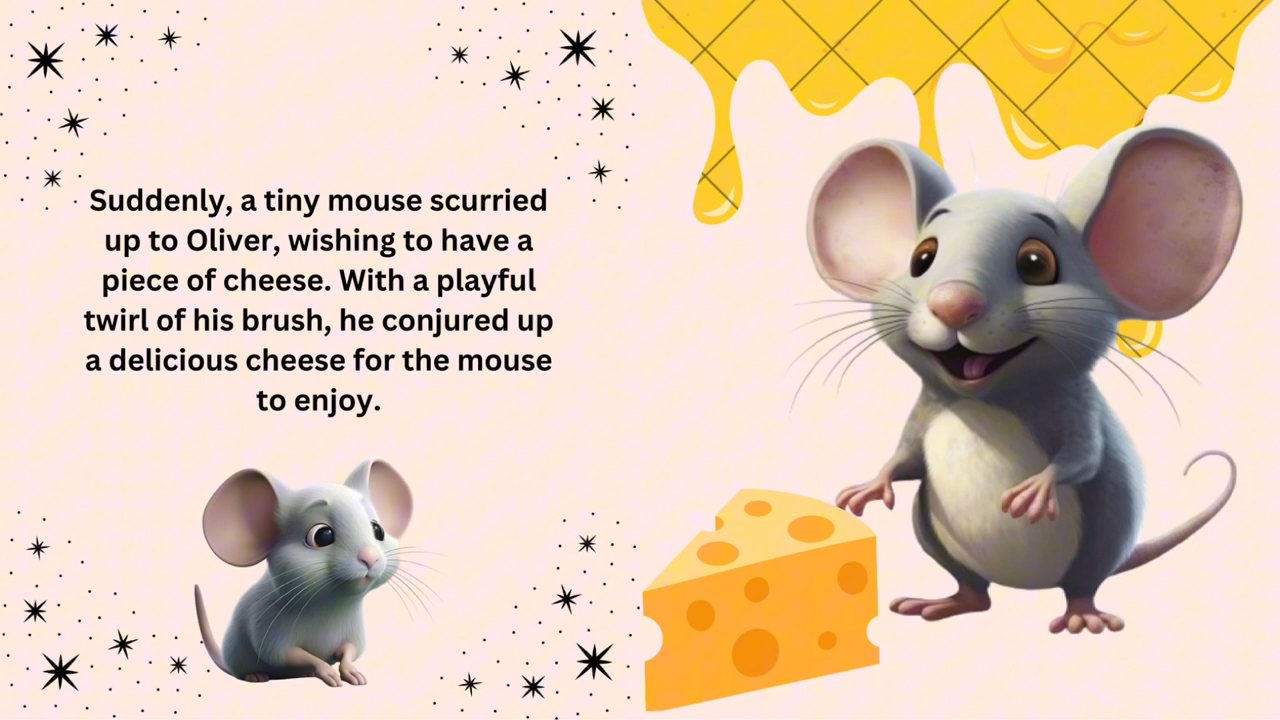 Suddenly, a tiny mouse scurried
up to Oliver, wishing to have a
piece of cheese. With a playful
twirl of his brush, he conjured up
a delicious cheese for the mouse
to enjoy.